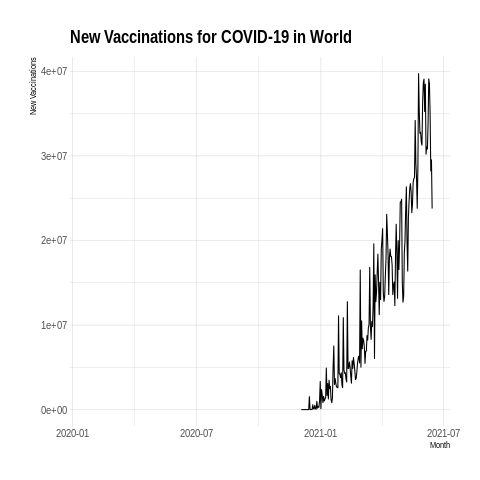 New Vaccinations for COVID-19 in World
New Vaccinations
4e+07
3e+07
2e+07
1e+07
0e+00
2020-01
2020-07
2021-01
2021-07
Month